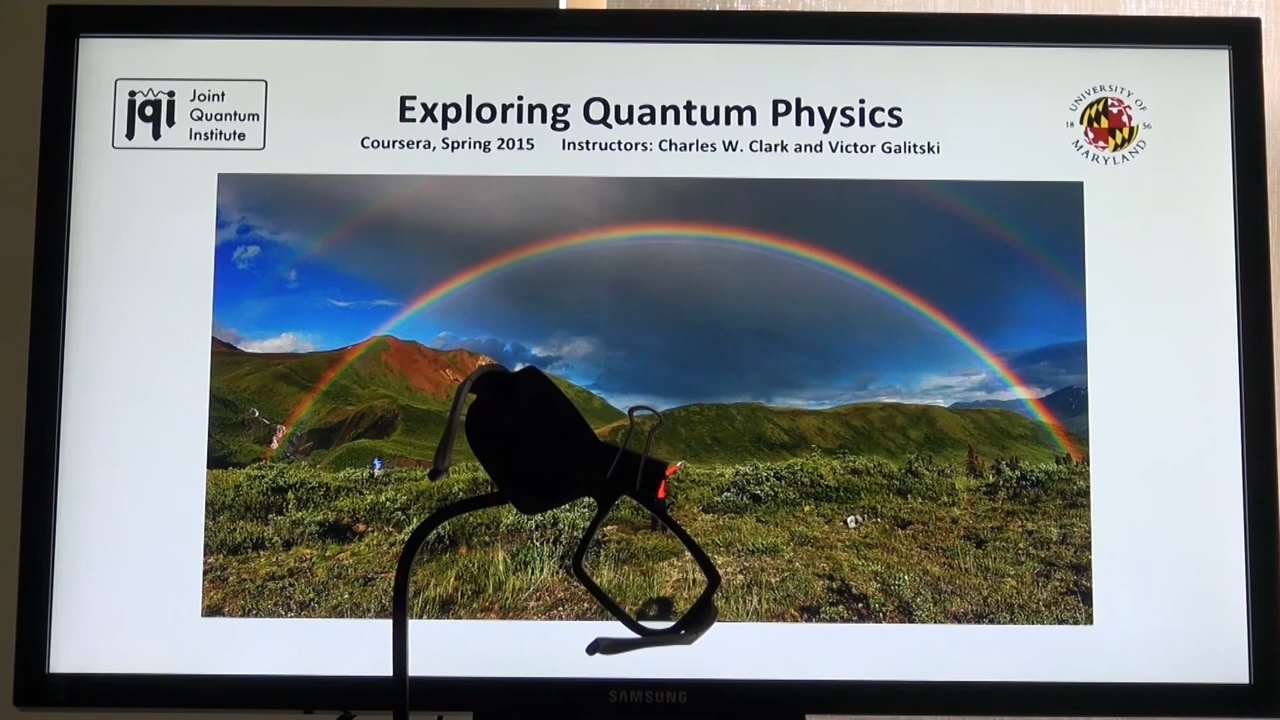 jqi
Joint
Quantum
Institute
Exploring Quantum Physics
Coursera, Spring 2015 Instructors: Charles W. Clark and Victor Galitski
UNIVERSITY OF
18 56
MARYLAND
SAMSUNG